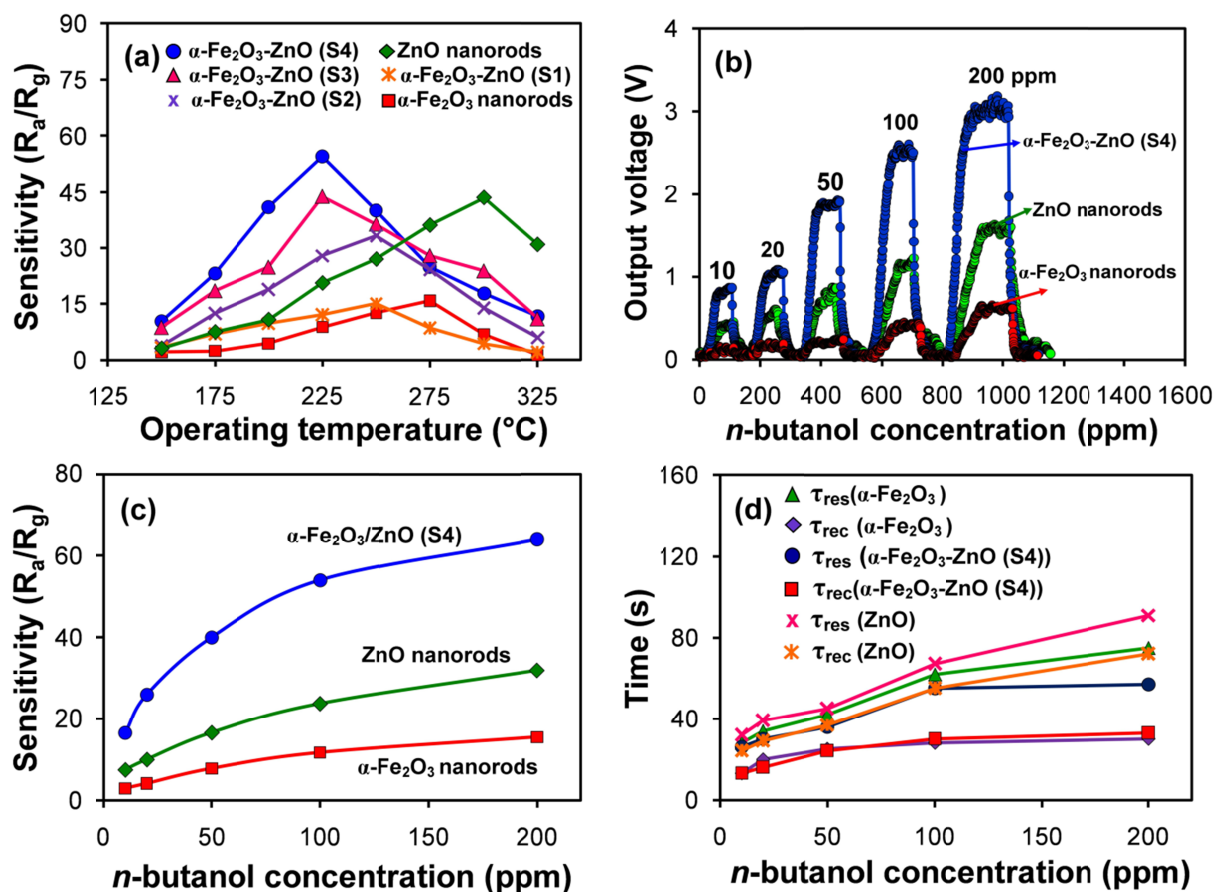 (a)
α-Fe₂O₃-ZnO (S4)
ZnO nanorods
α-Fe₂O₃-ZnO (S3)
α-Fe₂O₃-ZnO (S1)
α-Fe₂O₃-ZnO (S2)
α-Fe₂O₃ nanorods
90
75
60
45
30
15
0
125
175
225
275
325
Sensitivity (Rₐ/R_g)
Operating temperature (°C)
(b)
4
3
2
1
0
10
20
50
100
200 ppm
α-Fe₂O₃-ZnO (S4)
ZnO nanorods
α-Fe₂O₃ nanorods
0
200
400
600
800
1000
1200
1400
1600
Output voltage (V)
n-butanol concentration (ppm)
(c)
80
60
40
20
0
α-Fe₂O₃/ZnO (S4)
ZnO nanorods
α-Fe₂O₃ nanorods
0
50
100
150
200
Sensitivity (Rₐ/R_g)
n-butanol concentration (ppm)
(d)
160
120
80
40
0
τres(α-Fe₂O₃)
τrec (α-Fe₂O₃)
τres (α-Fe₂O₃-ZnO (S4))
τrec(α-Fe₂O₃-ZnO (S4))
τres (ZnO)
τrec (ZnO)
0
50
100
150
200
Time (s)
n-butanol concentration (ppm)